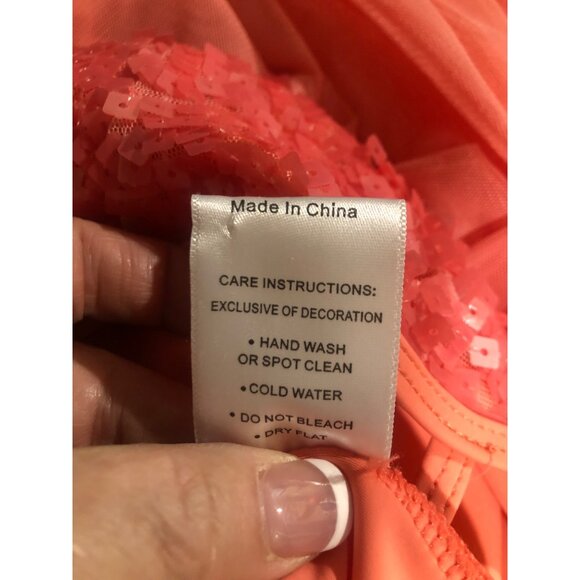 Made In China
CARE INSTRUCTIONS:
EXCLUSIVE OF DECORATION
• HAND WASH
OR SPOT CLEAN
• COLD WATER
• DO NOT BLEACH
• DRY FLAT